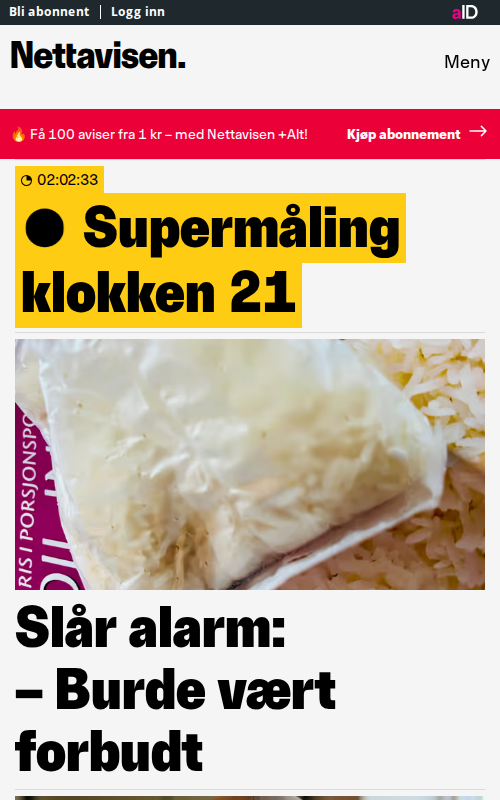 Bli abonnent
Logg inn
aID
Nettavisen.
Meny
🔥 Få 100 aviser fra 1 kr – med Nettavisen +Alt!
Kjøp abonnement →
02:02:33
● Supermåling
klokken 21
RIS I PORSJONSPO
Slår alarm:
– Burde vært
forbudt